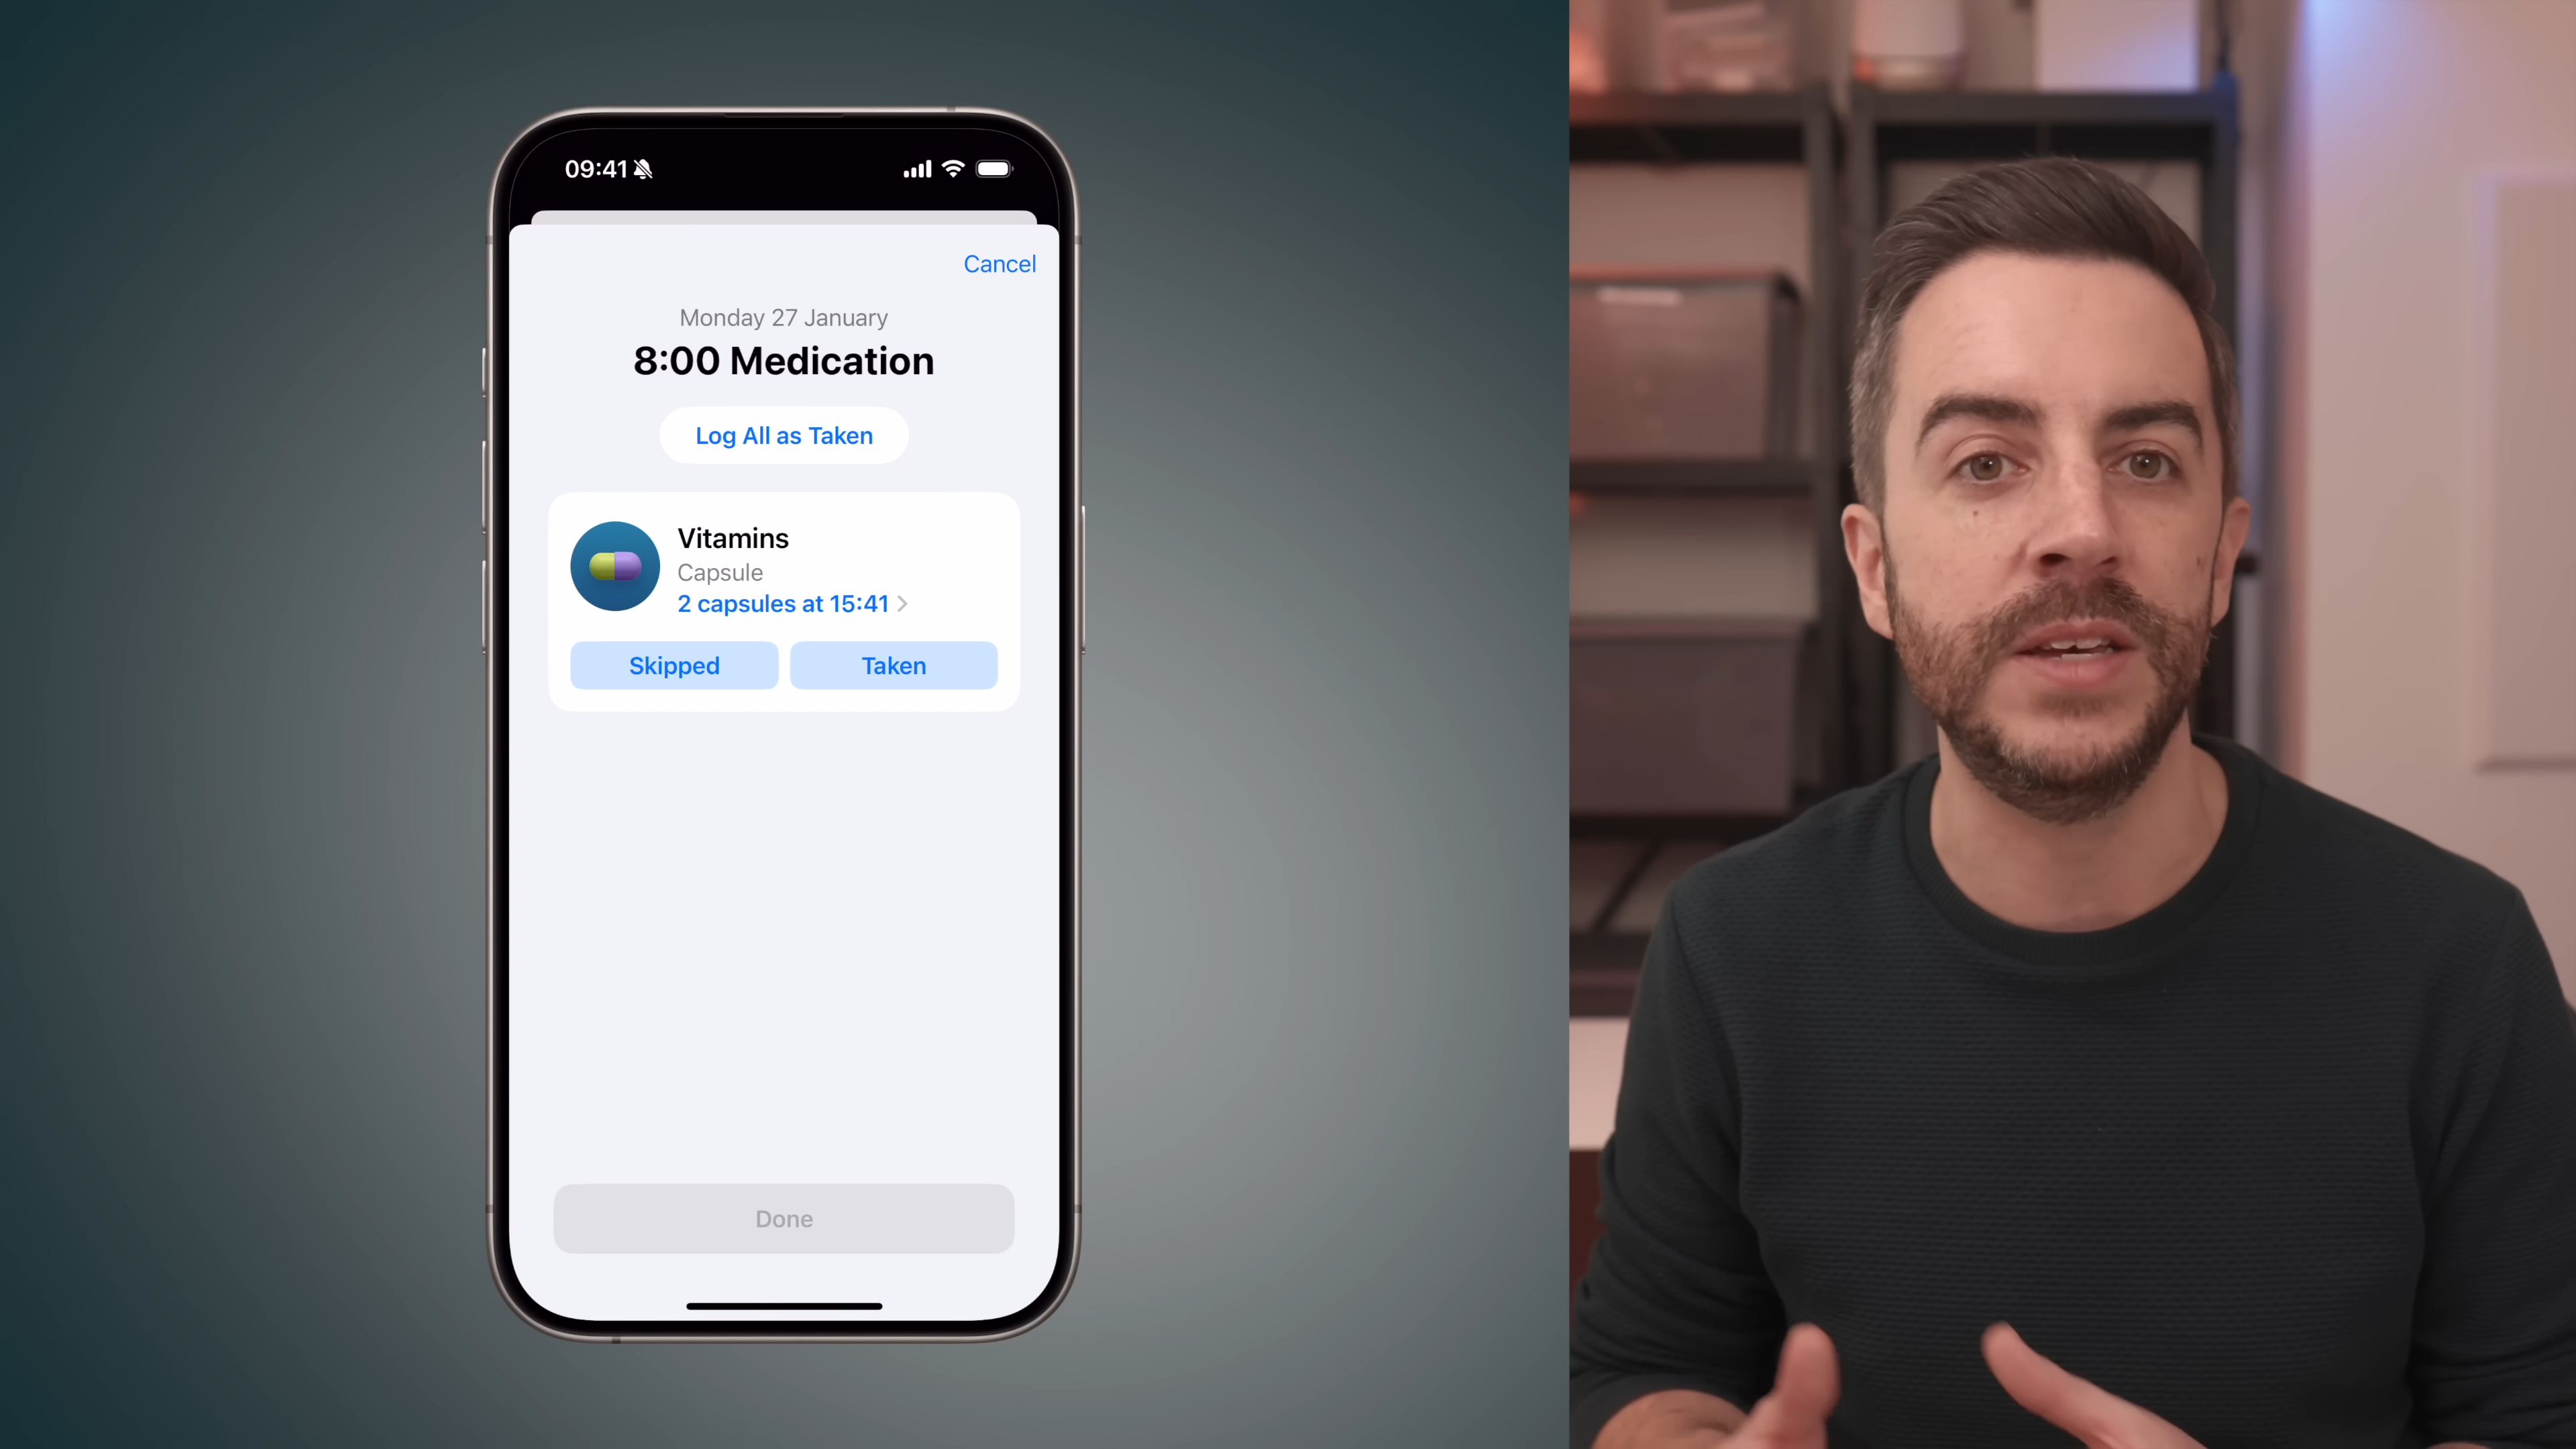 09:41
Cancel
Monday 27 January
8:00 Medication
Log All as Taken
Vitamins
Capsule
2 capsules at 15:41
Skipped
Taken
Done